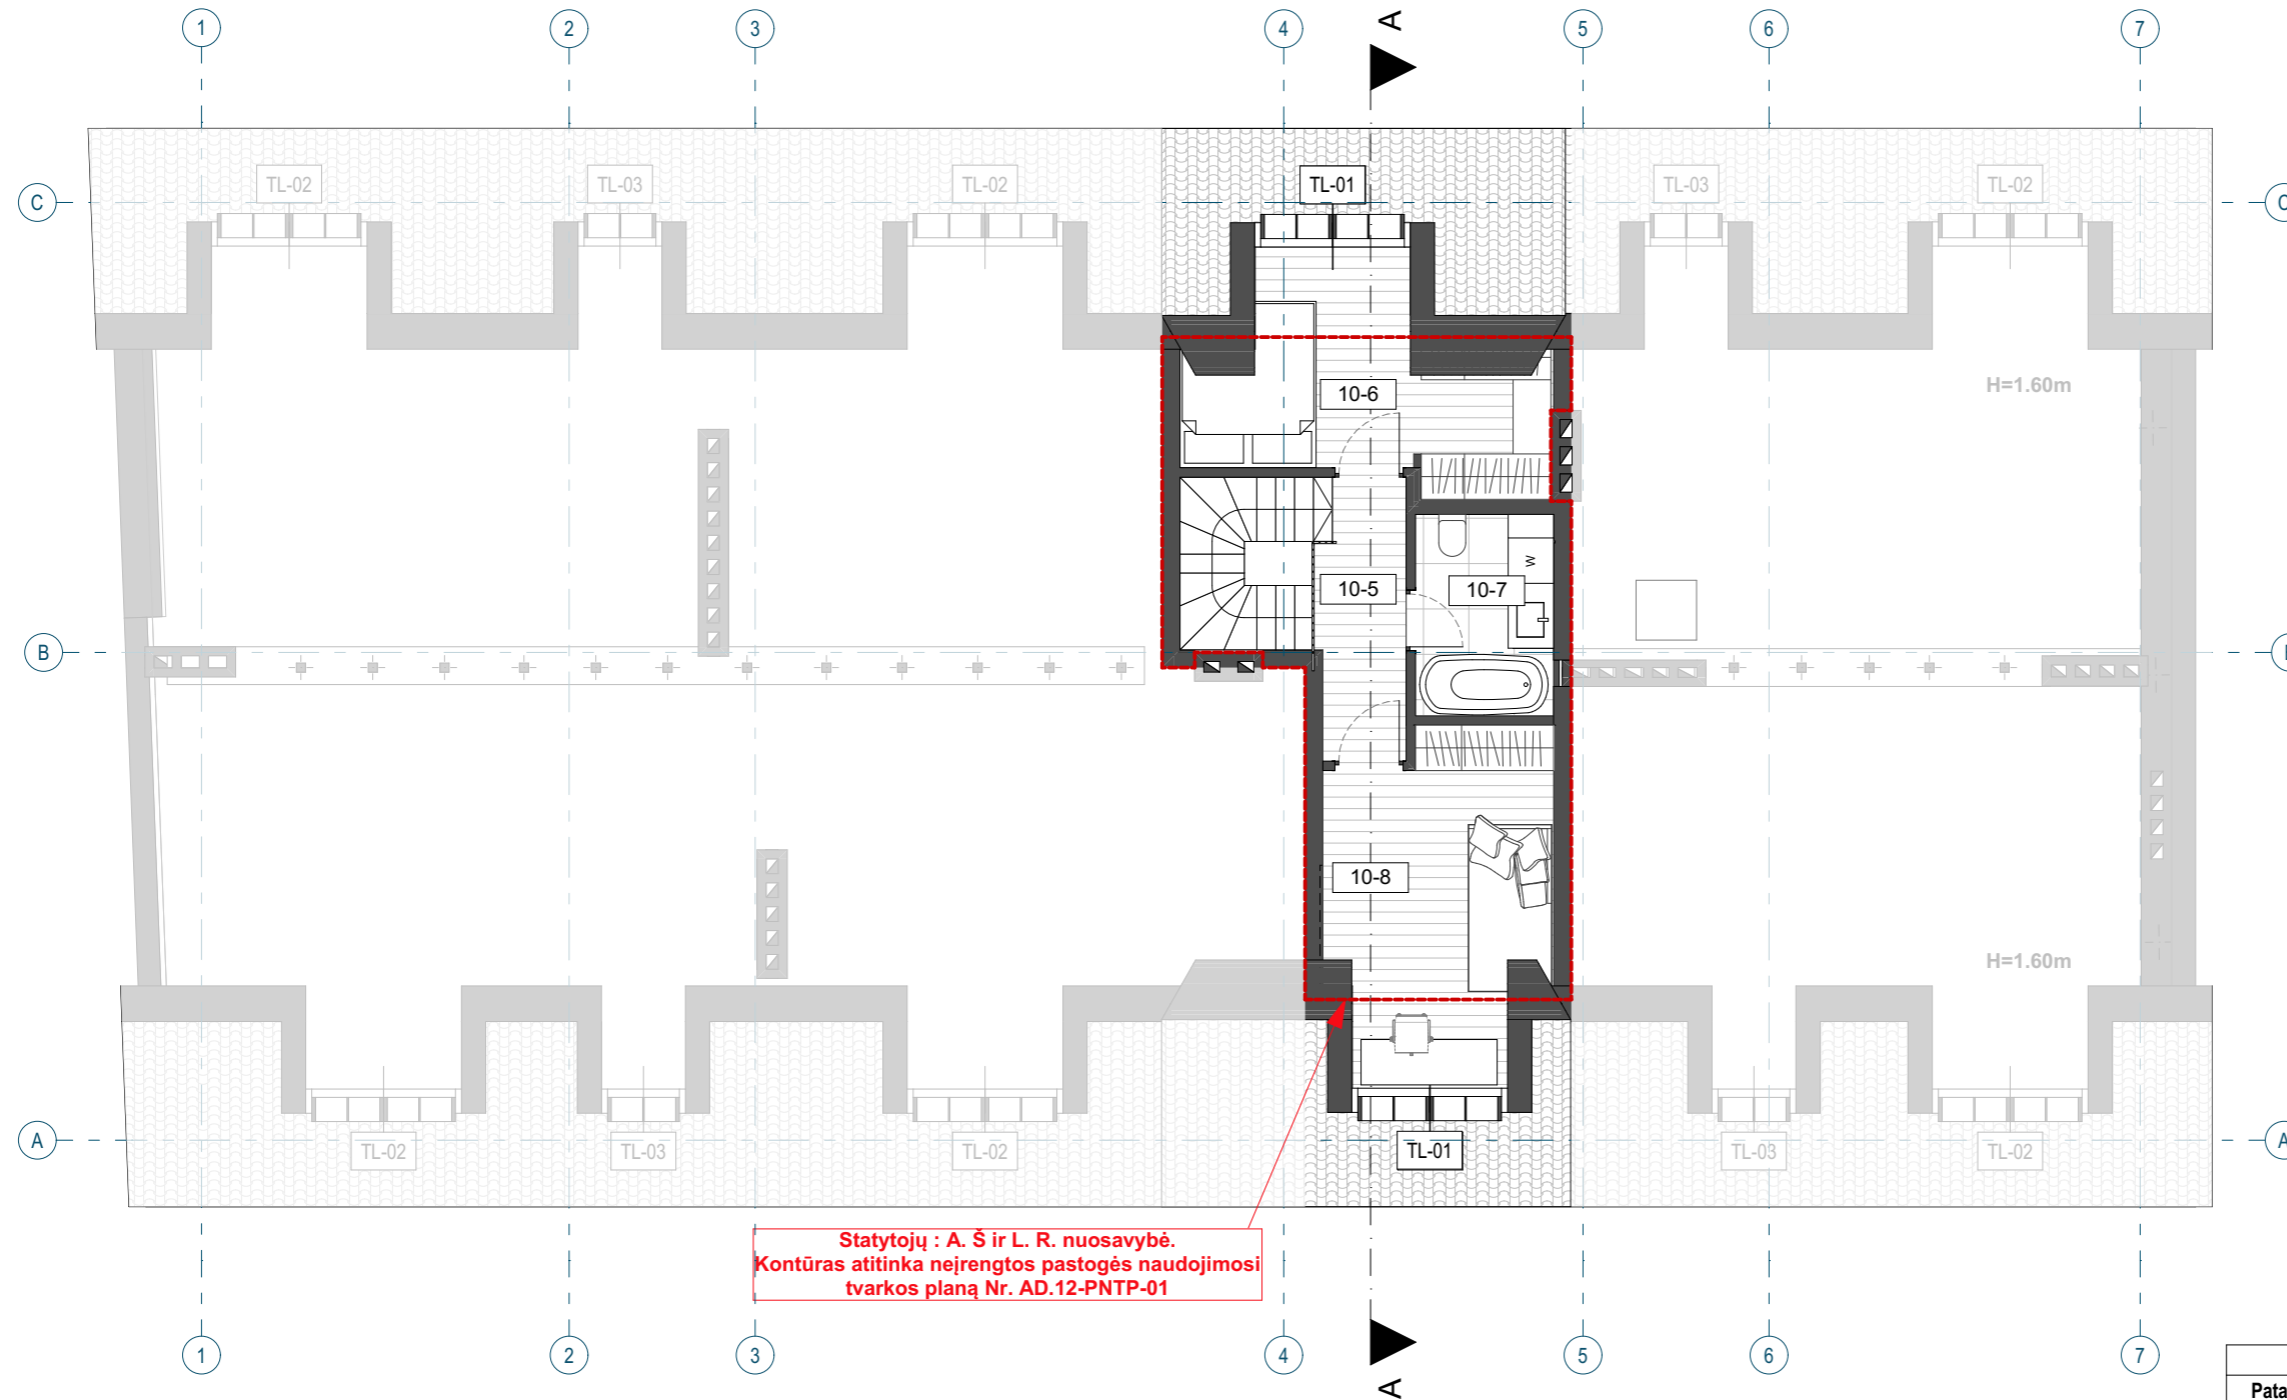 1 2 3 4 A 5 6 7
TL-02 TL-03 TL-02 TL-01 TL-03 TL-02
C
10-6 H=1.60m
W
10-5 10-7
B
10-8
H=1.60m
A A
TL-02 TL-03 TL-02 TL-01 TL-03 TL-02
Statytojų : A. Š ir L. R. nuosavybė.
Kontūras atitinka neįrengtos pastogės naudojimosi
tvarkos planą Nr. AD.12-PNTP-01
1 2 3 4 A 5 6 7